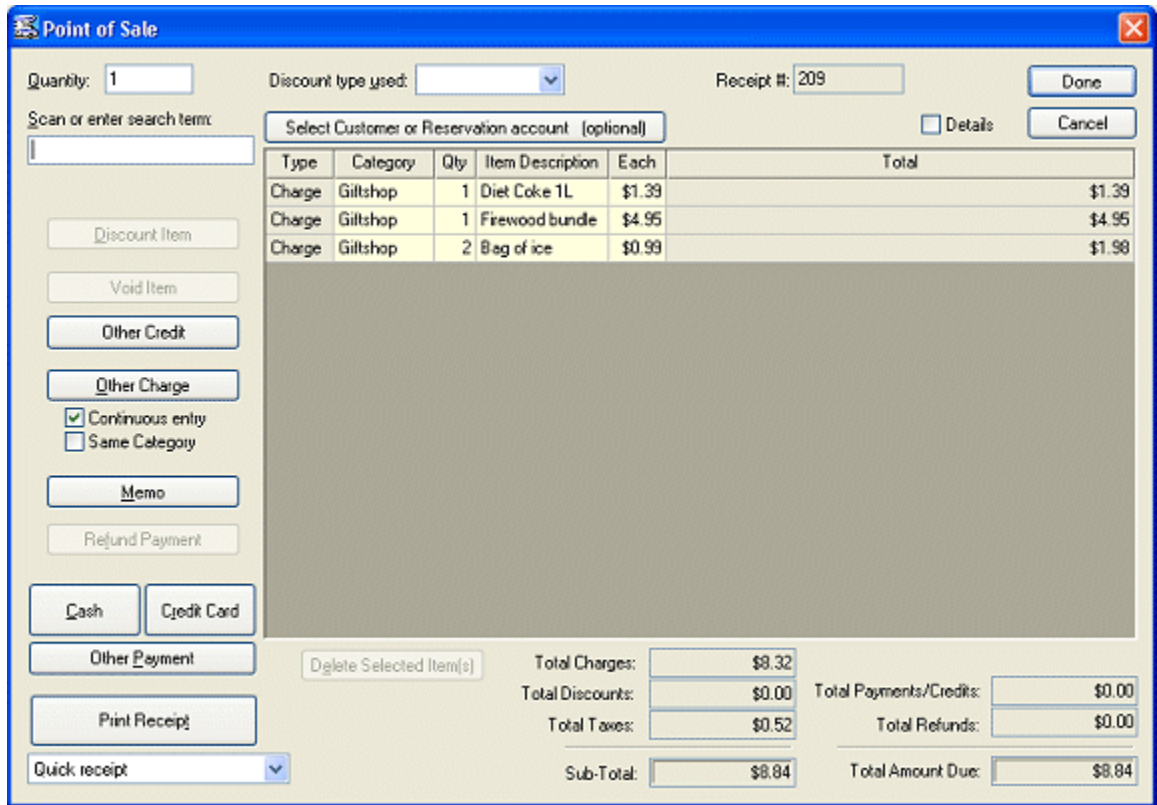 Point of Sale
Quantity: 1 Discount type used: Receipt #: 209 Done
Scan or enter search term: Select Customer or Reservation account (optional) Details Cancel
Type Category Qty Item Description Each Total
Charge Giftshop 1 Diet Coke 1L $1.39 $1.39
Charge Giftshop 1 Firewood bundle $4.95 $4.95
Charge Giftshop 2 Bag of ice $0.99 $1.98
Discount Item
Void Item
Other Credit
Other Charge
Continuous entry
Same Category
Memo
Refund Payment
Cash Credit Card
Other Payment
Print Receipt
Quick receipt
Delete Selected Item(s)
Total Charges: $8.32
Total Discounts: $0.00 Total Payments/Credits: $0.00
Total Taxes: $0.52 Total Refunds: $0.00
Sub-Total: $8.84 Total Amount Due: $8.84